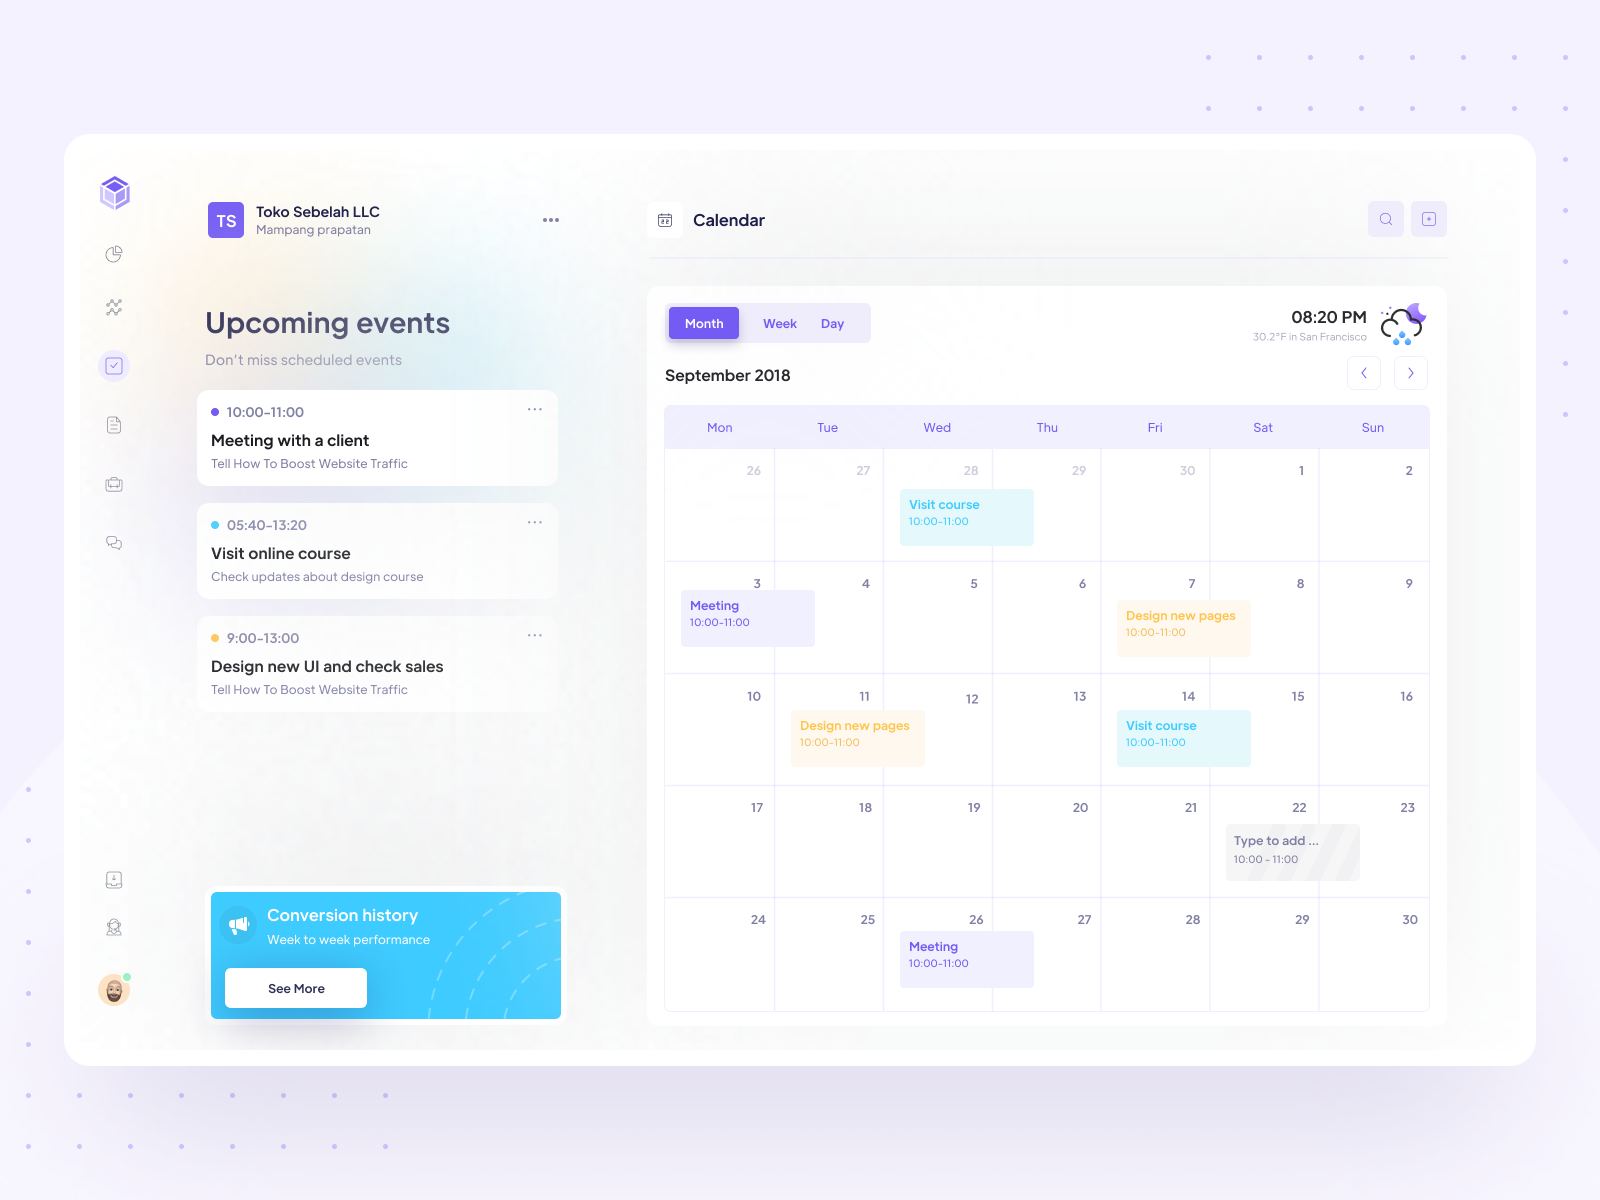 TS
Toko Sebelah LLC
Mampang prapatan
Upcoming events
Don't miss scheduled events
10:00-11:00
Meeting with a client
Tell How To Boost Website Traffic
05:40-13:20
Visit online course
Check updates about design course
9:00-13:00
Design new UI and check sales
Tell How To Boost Website Traffic
Conversion history
Week to week performance
See More
Calendar
Month Week Day
08:20 PM
30.2°F in San Francisco
September 2018
Mon Tue Wed Thu Fri Sat Sun
26 27 28 29 30 1 2
Visit course
10:00-11:00
3 4 5 6 7 8 9
Meeting
10:00-11:00
Design new pages
10:00-11:00
10 11 12 13 14 15 16
Design new pages
10:00-11:00
Visit course
10:00-11:00
17 18 19 20 21 22 23
Type to add ...
10:00 - 11:00
24 25 26 27 28 29 30
Meeting
10:00-11:00